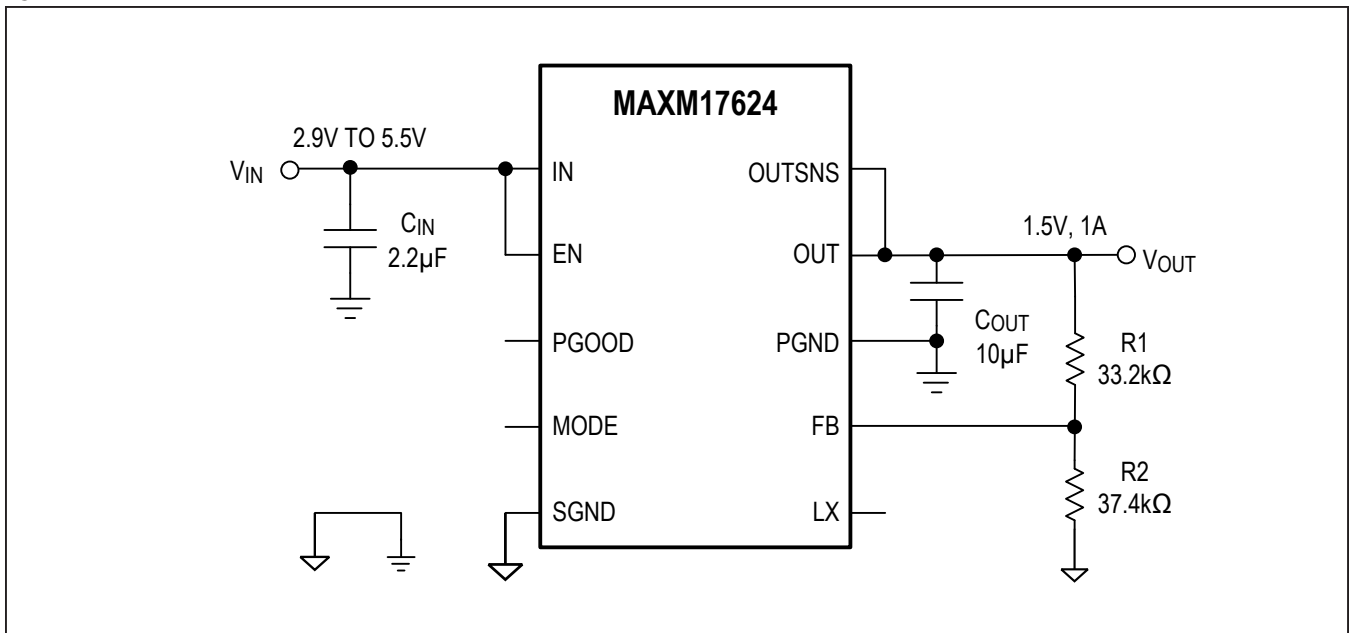 MAXM17624
2.9V TO 5.5V
VIN
IN
OUTSNS
CIN
2.2µF
1.5V, 1A
EN
OUT
VOUT
COUT
10µF
PGOOD
PGND
R1
33.2kΩ
MODE
FB
R2
37.4kΩ
SGND
LX